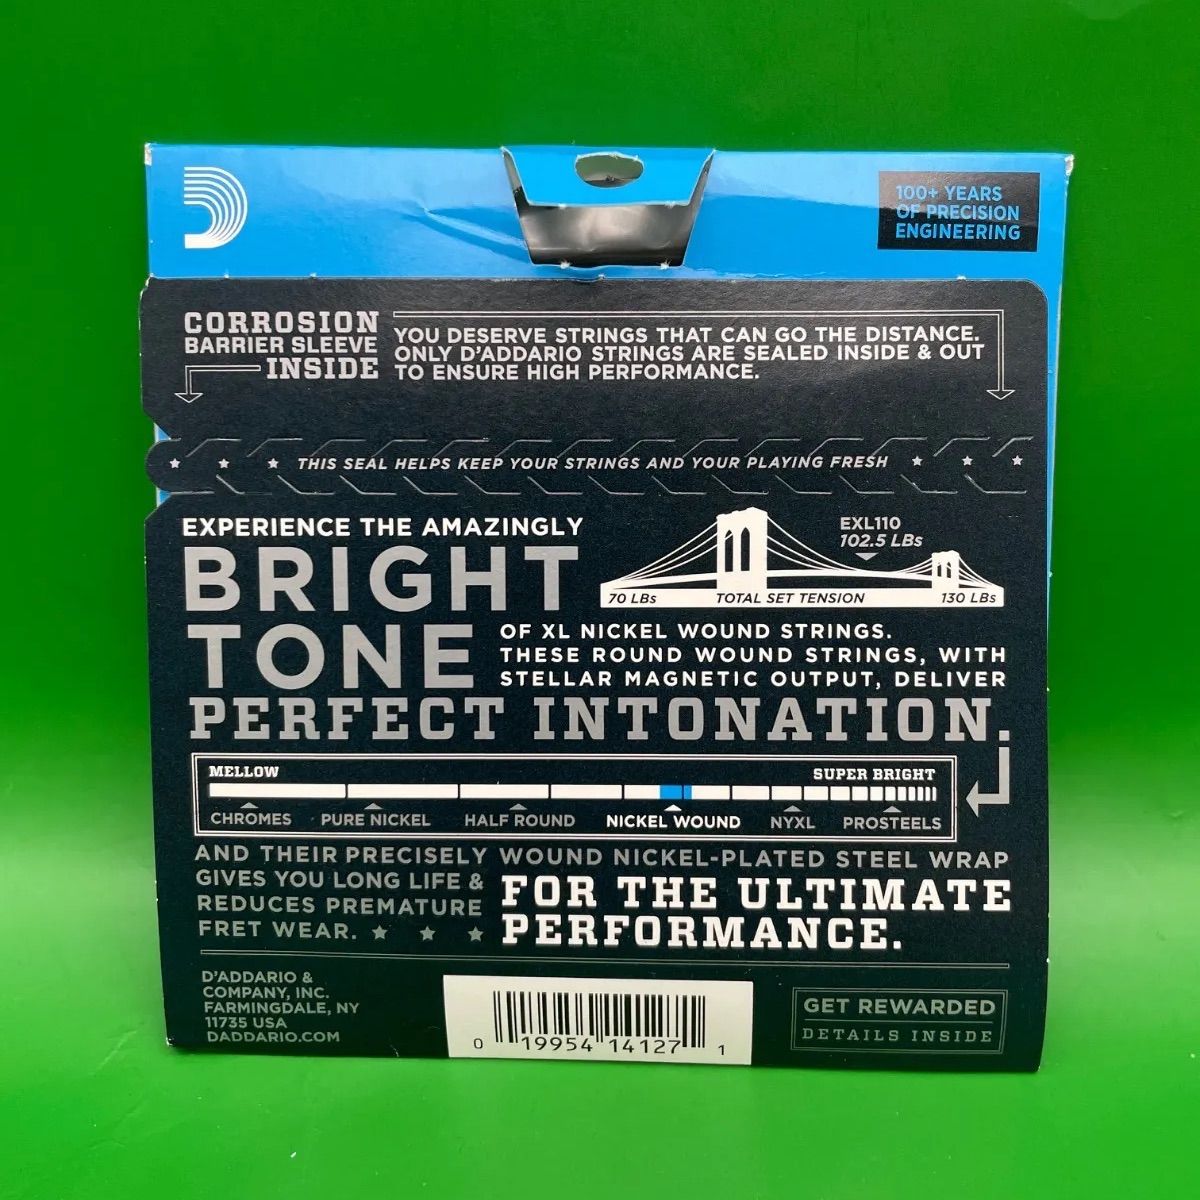 100+ YEARS
OF PRECISION
ENGINEERING
CORROSION
BARRIER SLEEVE
INSIDE
YOU DESERVE STRINGS THAT CAN GO THE DISTANCE.
ONLY D'ADDARIO STRINGS ARE SEALED INSIDE & OUT
TO ENSURE HIGH PERFORMANCE.
THIS SEAL HELPS KEEP YOUR STRINGS AND YOUR PLAYING FRESH
EXPERIENCE THE AMAZINGLY
BRIGHT
TONE
EXL110
102.5 LBs
70 LBs TOTAL SET TENSION 130 LBs
OF XL NICKEL WOUND STRINGS.
THESE ROUND WOUND STRINGS, WITH
STELLAR MAGNETIC OUTPUT, DELIVER
PERFECT INTONATION.
MELLOW SUPER BRIGHT
CHROMES PURE NICKEL HALF ROUND NICKEL WOUND NYXL PROSTEELS
AND THEIR PRECISELY WOUND NICKEL-PLATED STEEL WRAP
GIVES YOU LONG LIFE &
REDUCES PREMATURE
FRET WEAR.
FOR THE ULTIMATE
PERFORMANCE.
D'ADDARIO &
COMPANY, INC.
FARMINGDALE, NY
11735 USA
DADDARIO.COM
0 19954 14127 1
GET REWARDED
DETAILS INSIDE